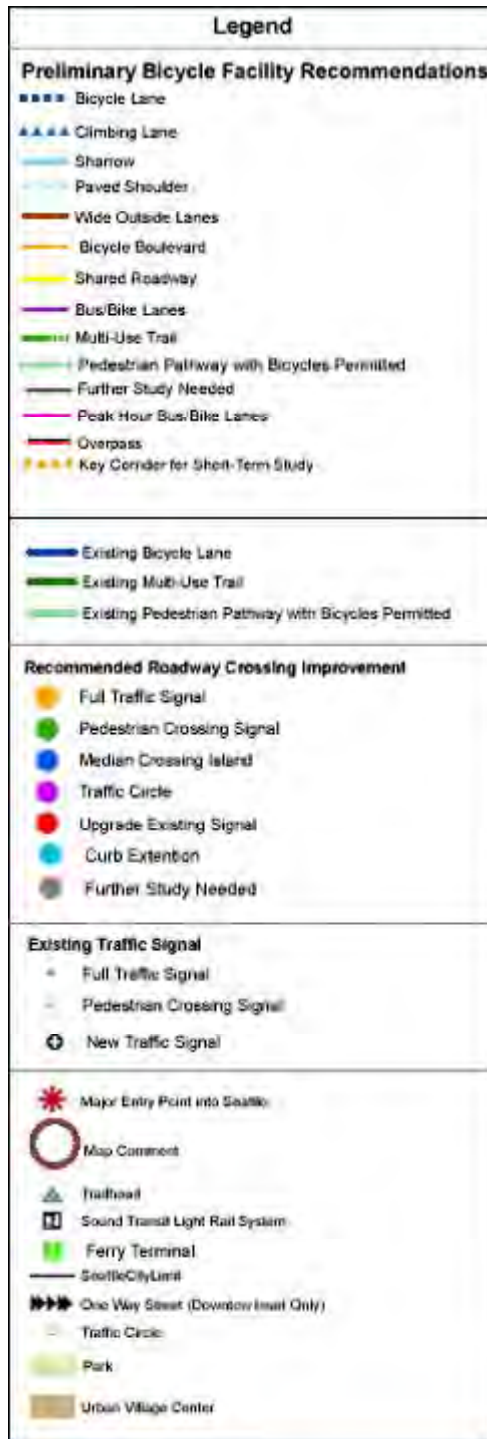 Legend
Preliminary Bicycle Facility Recommendations
Bicycle Lane
Climbing Lane
Sharrow
Paved Shoulder
Wide Outside Lanes
Bicycle Boulevard
Shared Roadway
Bus/Bike Lanes
Multi-Use Trail
Pedestrian Pathway with Bicycles Permitted
Further Study Needed
Peak Hour Bus/Bike Lanes
Overpass
Key Corrider for Short-Term Study
Existing Bicycle Lane
Existing Multi-Use Trail
Existing Pedestrian Pathway with Bicycles Permitted
Recommended Roadway Crossing Improvement
Full Traffic Signal
Pedestrian Crossing Signal
Median Crossing Island
Traffic Circle
Upgrade Existing Signal
Curb Extention
Further Study Needed
Existing Traffic Signal
Full Traffic Signal
Pedestrian Crossing Signal
New Traffic Signal
Major Entry Point into Seattle
Map Comment
Trailhead
Sound Transit Light Rail System
Ferry Terminal
SeattleCityLimit
One Way Street (Downtow Inset Only)
Traffic Circle
Park
Urban Village Center